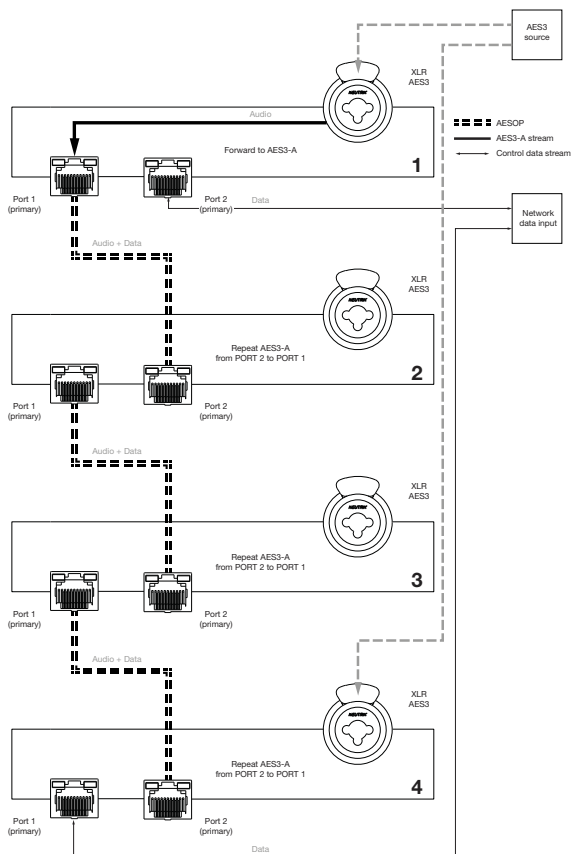 AES3
source
XLR
AES3
Audio
AESOP
AES3-A stream
Control data stream
Forward to AES3-A
1
Port 1
(primary)
Port 2
(primary)
Data
Network
data input
Audio + Data
XLR
AES3
Repeat AES3-A
from PORT 2 to PORT 1
2
Port 1
(primary)
Port 2
(primary)
Audio + Data
XLR
AES3
Repeat AES3-A
from PORT 2 to PORT 1
3
Port 1
(primary)
Port 2
(primary)
Audio + Data
XLR
AES3
Repeat AES3-A
from PORT 2 to PORT 1
4
Port 1
(primary)
Port 2
(primary)
Data